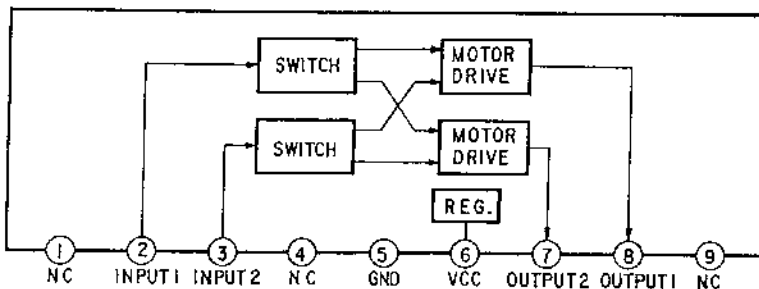 SWITCH
MOTOR
DRIVE
SWITCH
MOTOR
DRIVE
REG.
1 2 3 4 5 6 7 8 9
NC INPUT1 INPUT2 NC GND VCC OUTPUT2 OUTPUT1 NC